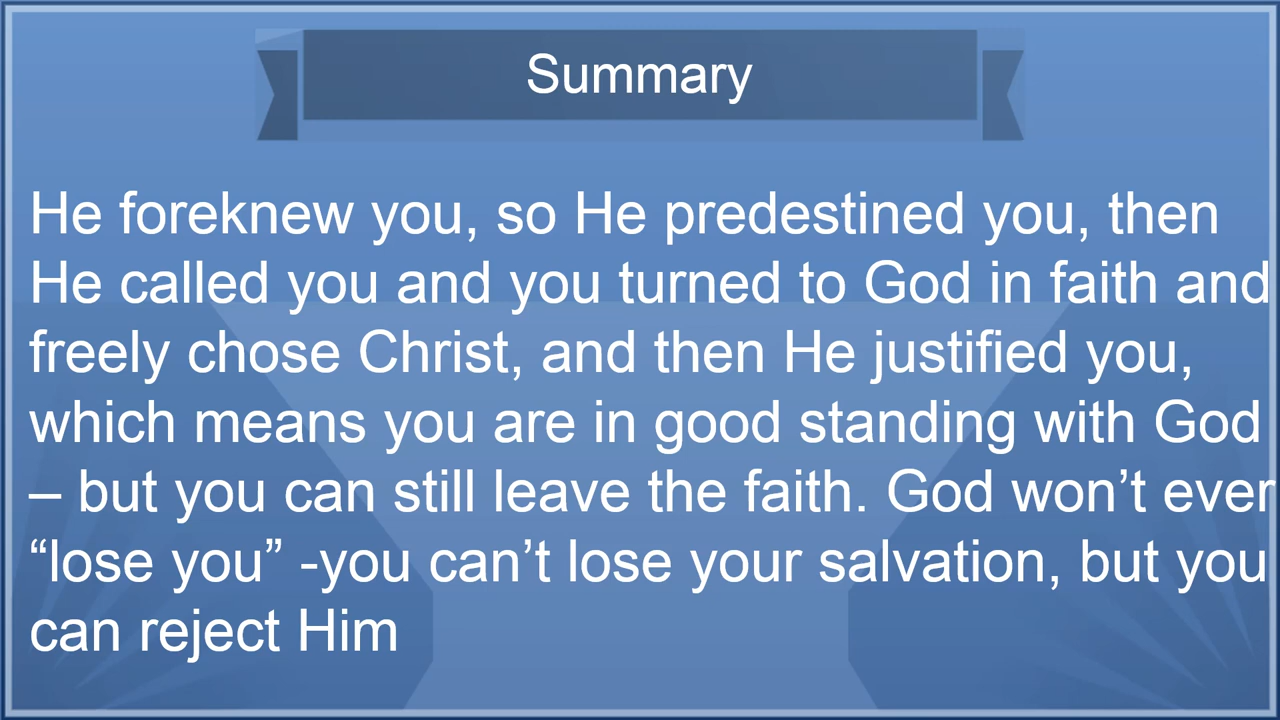 Summary
He foreknew you, so He predestined you, then
He called you and you turned to God in faith and
freely chose Christ, and then He justified you,
which means you are in good standing with God
– but you can still leave the faith. God won’t ever
“lose you” -you can’t lose your salvation, but you
can reject Him